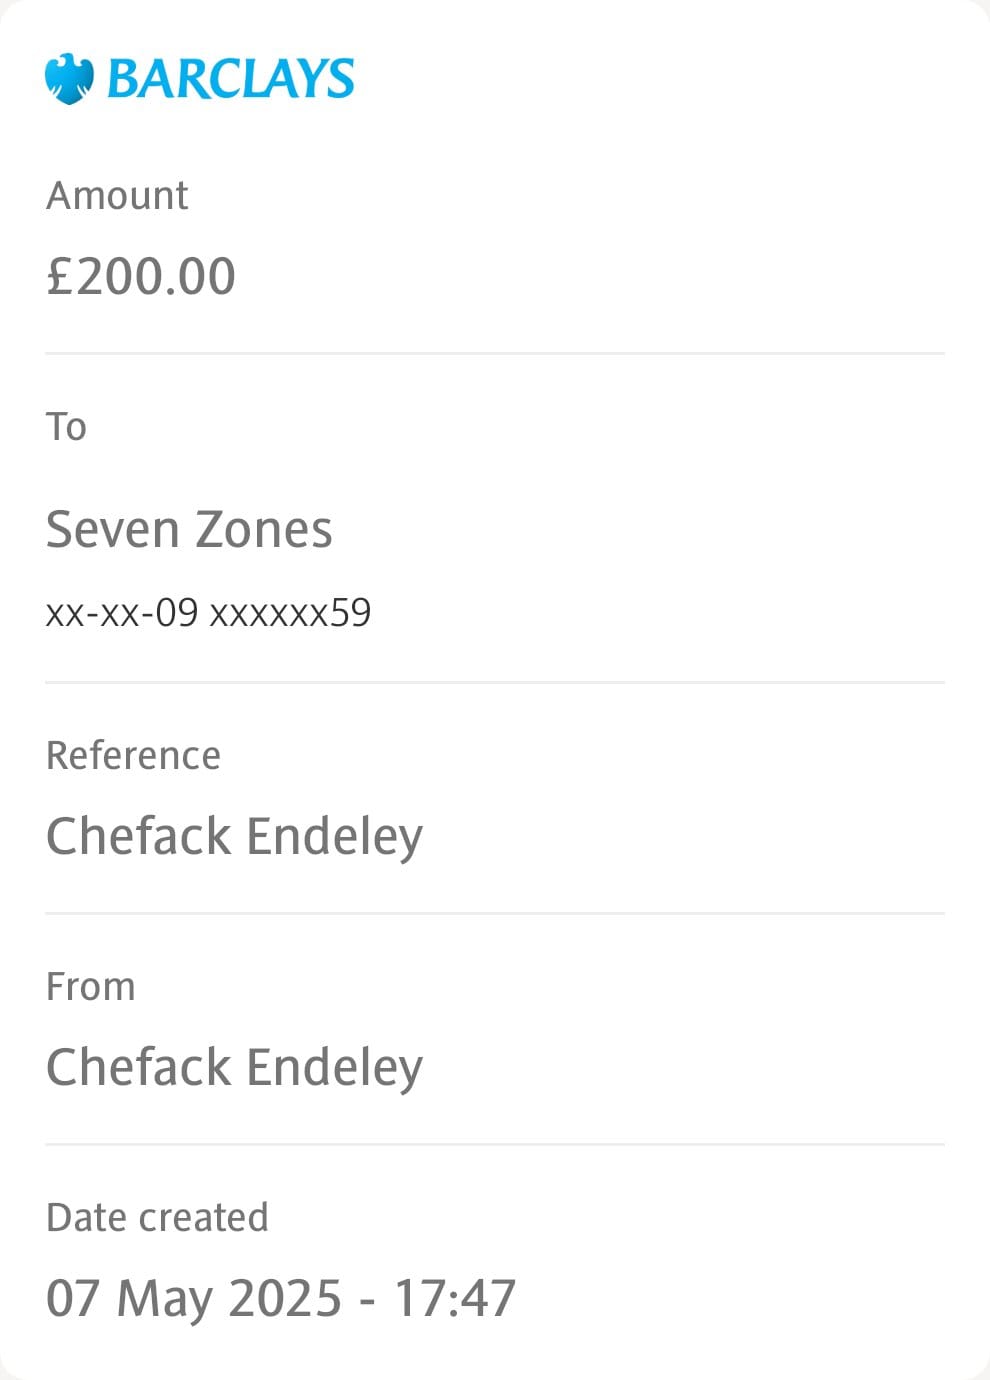 BARCLAYS
Amount
£200.00
To
Seven Zones
xx-xx-09 xxxxxx59
Reference
Chefack Endeley
From
Chefack Endeley
Date created
07 May 2025 - 17:47